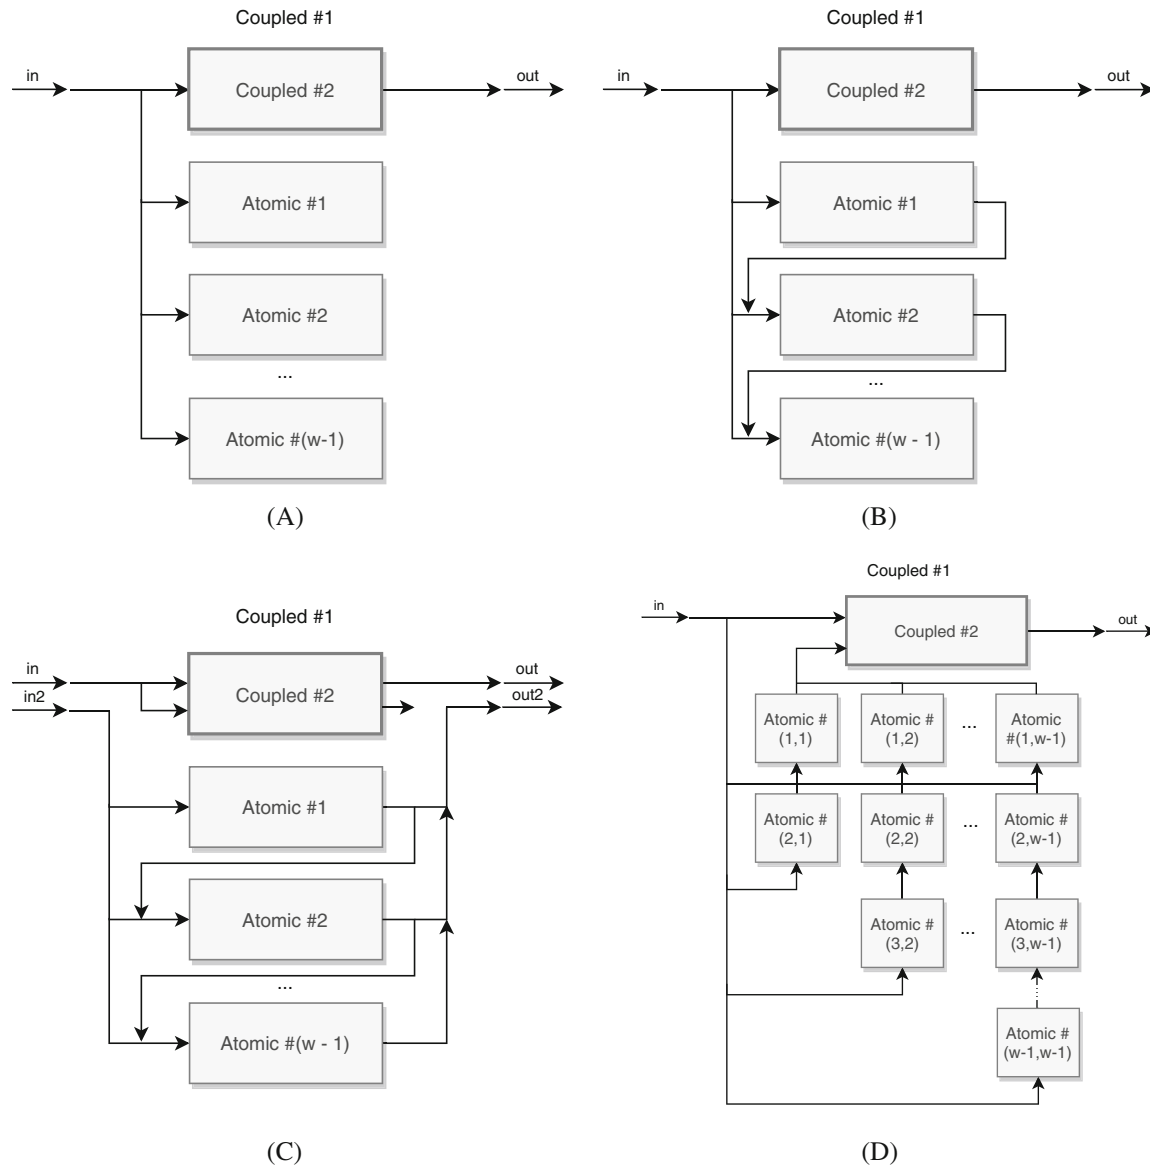 Coupled #1
in
Coupled #2
out
Atomic #1
Atomic #2
...
Atomic #(w-1)
(A)
Coupled #1
in
Coupled #2
out
Atomic #1
Atomic #2
...
Atomic #(w - 1)
(B)
Coupled #1
in
in2
Coupled #2
out
out2
Atomic #1
Atomic #2
...
Atomic #(w - 1)
(C)
Coupled #1
in
Coupled #2
out
Atomic #
(1,1)
Atomic #
(1,2)
...
Atomic
#(1,w-1)
Atomic #
(2,1)
Atomic #
(2,2)
...
Atomic #
(2,w-1)
Atomic #
(3,2)
...
Atomic #
(3,w-1)
Atomic #
(w-1,w-1)
(D)